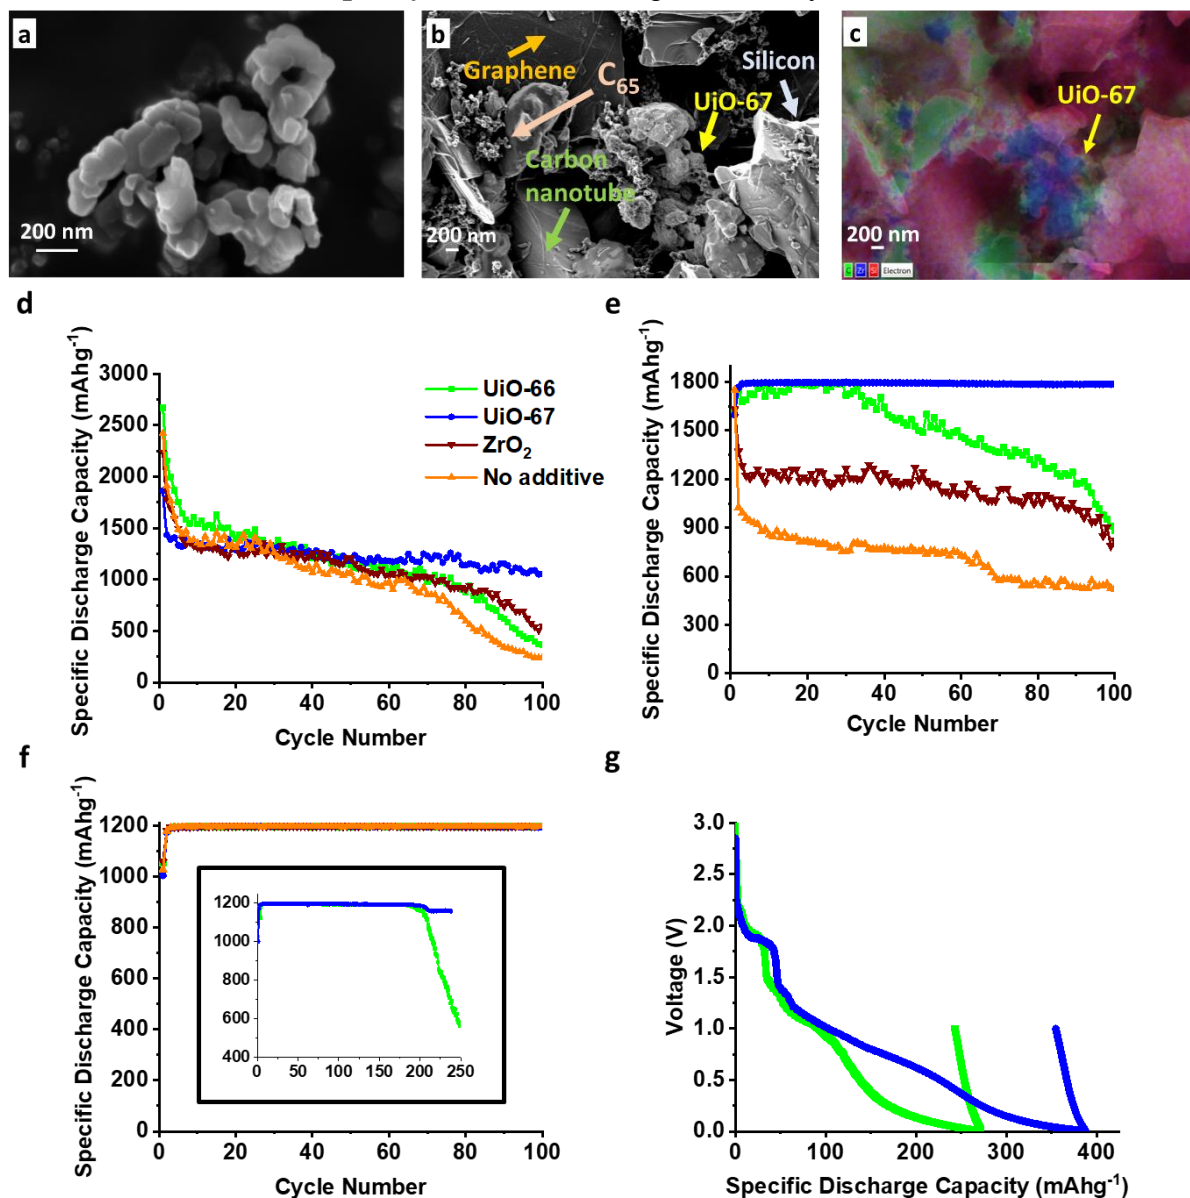 a
200 nm
b
Graphene
C65
Silicon
UiO-67
Carbon
nanotube
200 nm
c
UiO-67
200 nm
C Zr Si Electron
d
Specific Discharge Capacity (mAhg-1)
3000
2500
2000
1500
1000
500
0
0 20 40 60 80 100
Cycle Number
UiO-66
UiO-67
ZrO2
No additive
e
Specific Discharge Capacity (mAhg-1)
1800
1500
1200
900
600
300
0
0 20 40 60 80 100
Cycle Number
f
Specific Discharge Capacity (mAhg-1)
1200
1000
800
600
400
200
0
0 20 40 60 80 100
Cycle Number
1200
1000
800
600
400
0 50 100 150 200 250
g
Voltage (V)
3.0
2.5
2.0
1.5
1.0
0.5
0.0
0 100 200 300 400
Specific Discharge Capacity (mAhg-1)